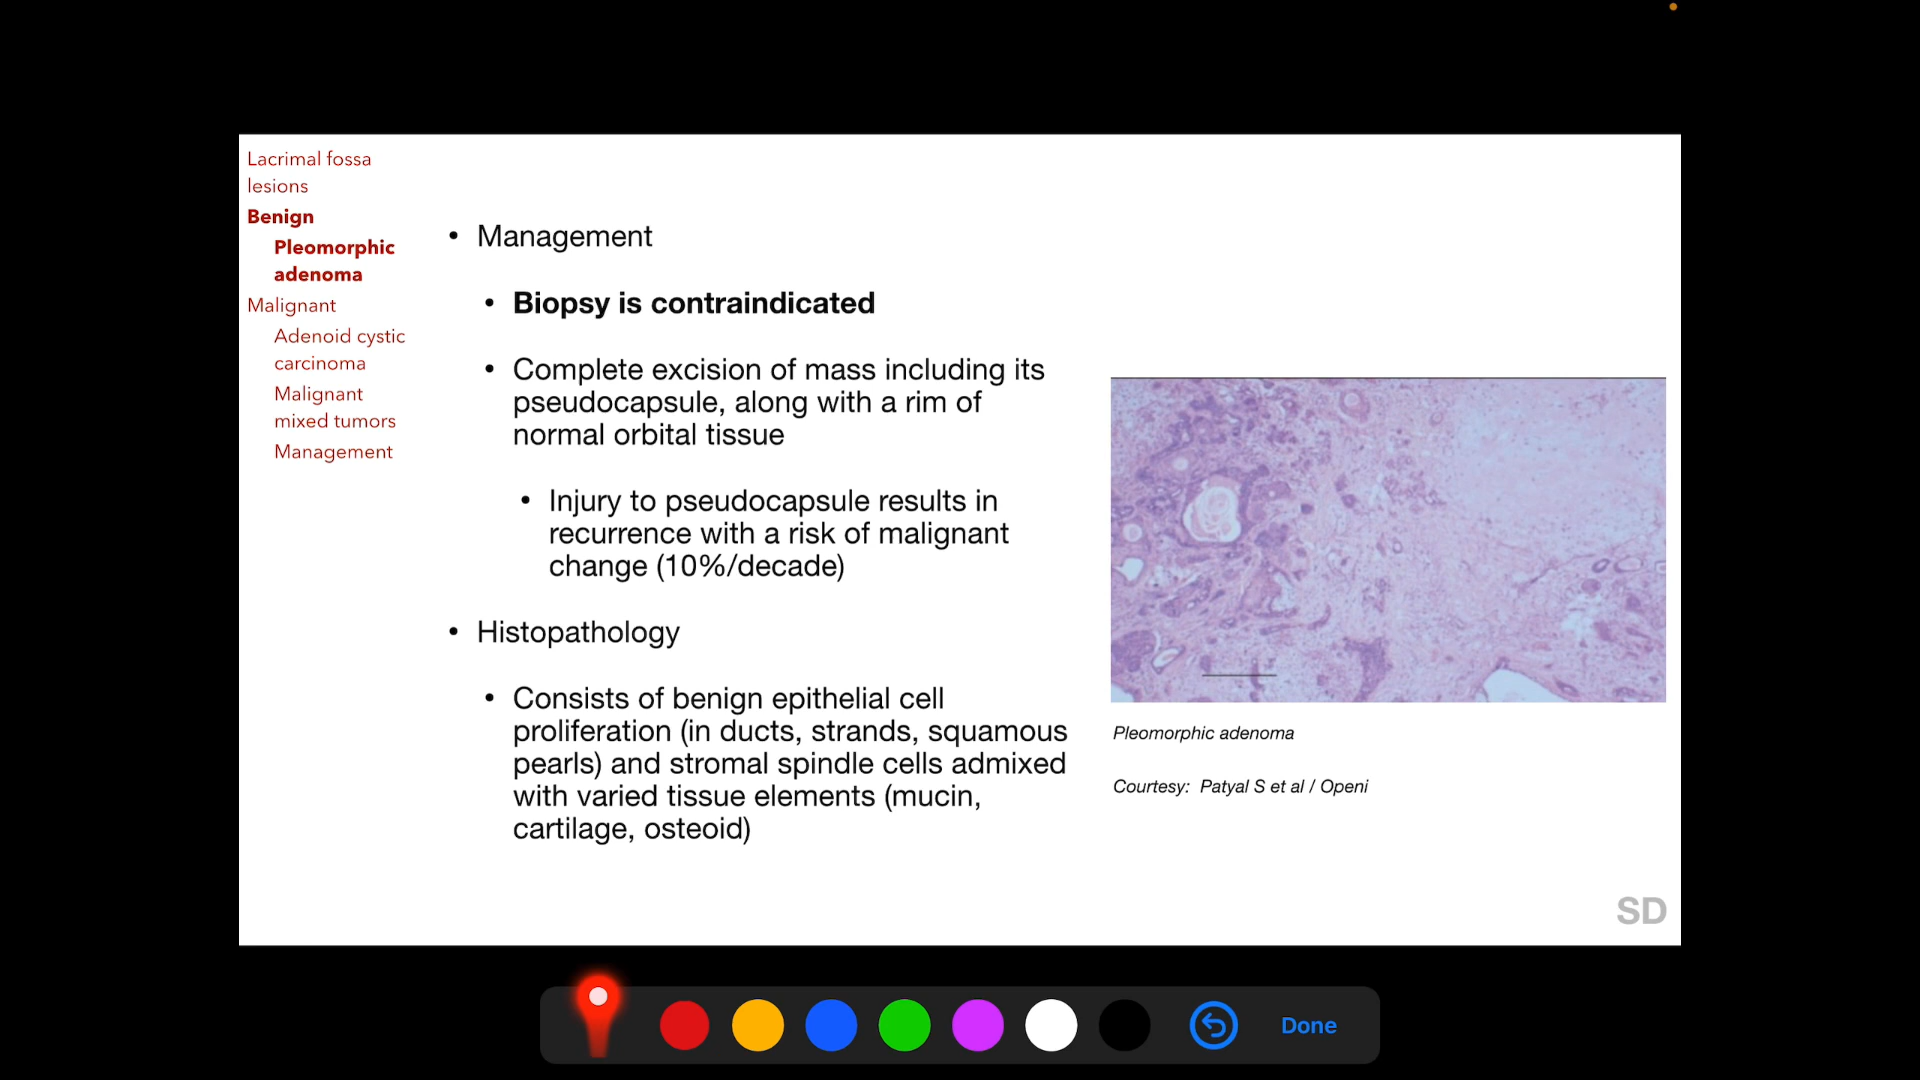 Lacrimal fossa
lesions
Benign
Pleomorphic
adenoma
Malignant
Adenoid cystic
carcinoma
Malignant
mixed tumors
Management
• Management
• Biopsy is contraindicated
• Complete excision of mass including its
pseudocapsule, along with a rim of
normal orbital tissue
• Injury to pseudocapsule results in
recurrence with a risk of malignant
change (10%/decade)
• Histopathology
• Consists of benign epithelial cell
proliferation (in ducts, strands, squamous
pearls) and stromal spindle cells admixed
with varied tissue elements (mucin,
cartilage, osteoid)
Pleomorphic adenoma
Courtesy: Patyal S et al / Openi
SD
Done